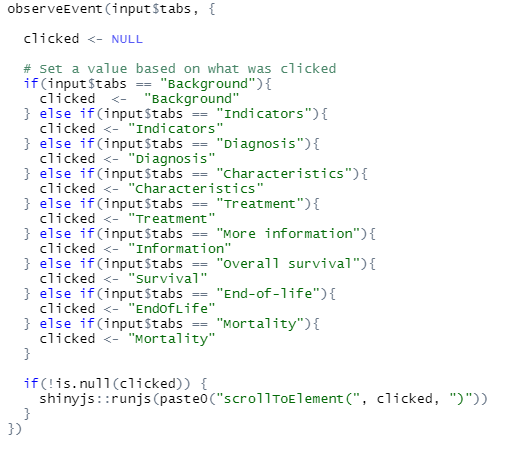 observeEvent(input$tabs, {
clicked <- NULL
# Set a value based on what was clicked
if(input$tabs == "Background"){
clicked  <-  "Background"
} else if(input$tabs == "Indicators"){
clicked <- "Indicators"
} else if(input$tabs == "Diagnosis"){
clicked <- "Diagnosis"
} else if(input$tabs == "Characteristics"){
clicked <- "Characteristics"
} else if(input$tabs == "Treatment"){
clicked <- "Treatment"
} else if(input$tabs == "More information"){
clicked <- "Information"
} else if(input$tabs == "Overall survival"){
clicked <- "Survival"
} else if(input$tabs == "End-of-life"){
clicked <- "EndOfLife"
} else if(input$tabs == "Mortality"){
clicked <- "Mortality"
}
if(!is.null(clicked)) {
shinyjs::runjs(paste0("scrollToElement(", clicked, ")"))
}
})